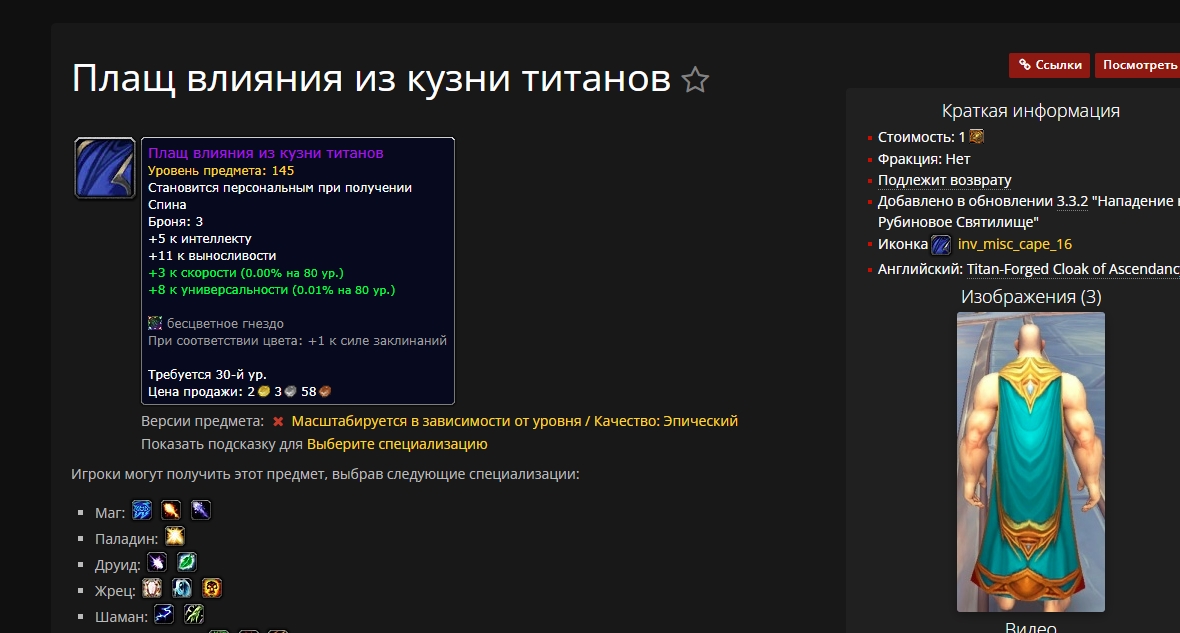 Плащ влияния из кузни титанов
Ссылки
Посмотреть
Плащ влияния из кузни титанов
Уровень предмета: 145
Становится персональным при получении
Спина
Броня: 3
+5 к интеллекту
+11 к выносливости
+3 к скорости (0.00% на 80 ур.)
+8 к универсальности (0.01% на 80 ур.)
бесцветное гнездо
При соответствии цвета: +1 к силе заклинаний
Требуется 30-й ур.
Цена продажи: 2 3 58
Версии предмета: Масштабируется в зависимости от уровня / Качество: Эпический
Показать подсказку для Выберите специализацию
Игроки могут получить этот предмет, выбрав следующие специализации:
Маг:
Паладин:
Друид:
Жрец:
Шаман:
Краткая информация
Стоимость: 1
Фракция: Нет
Подлежит возврату
Добавлено в обновлении 3.3.2 "Нападение
Рубиновое Святилище"
Иконка inv_misc_cape_16
Английский: Titan-Forged Cloak of Ascendanc
Изображения (3)
Видео